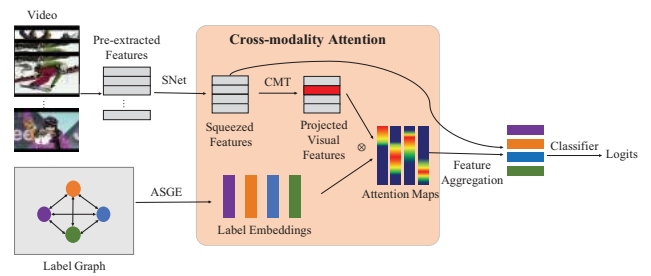 Video
Pre-extracted
Features
SNet
Cross-modality Attention
CMT
Squeezed
Features
Projected
Visual
Features
⊗
Attention Maps
Feature
Aggregation
Classifier
Logits
ASGE
Label Embeddings
Label Graph